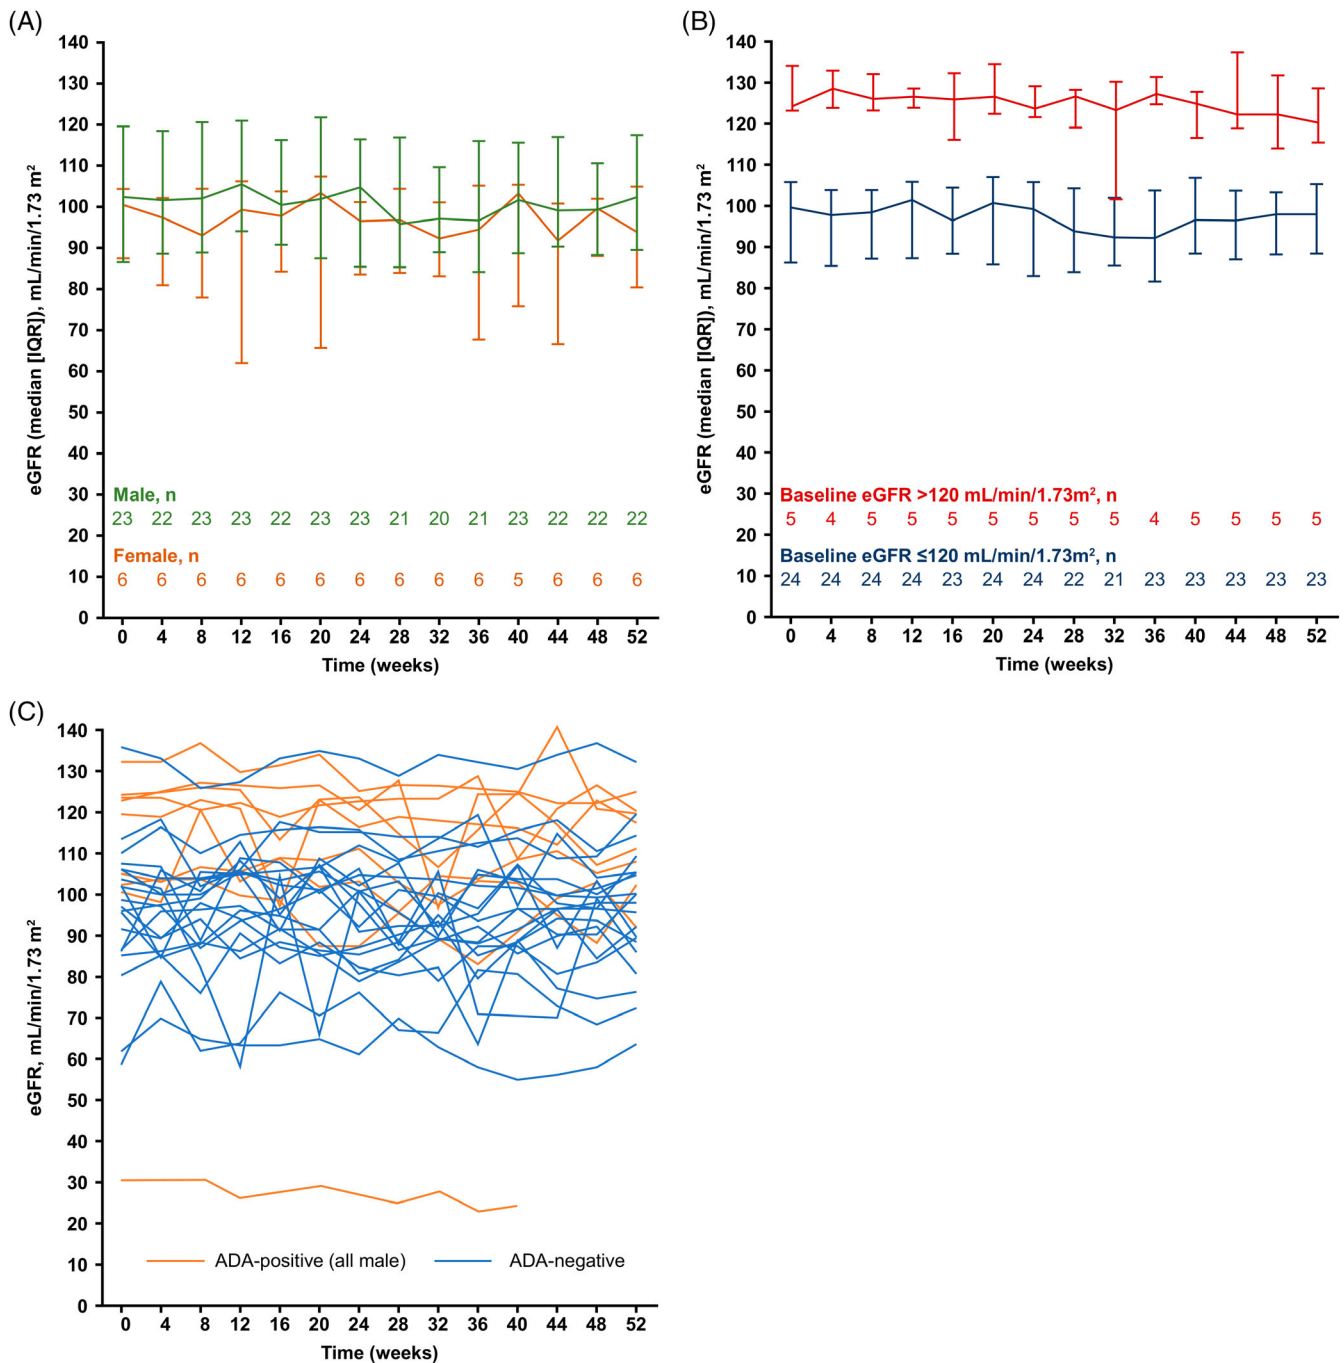 (A)
eGFR (median [IQR]), mL/min/1.73 m²
140
130
120
110
100
90
80
70
60
50
40
30
20
10
0
Male, n
23 22 23 23 22 23 23 21 20 21 23 22 22 22
Female, n
6 6 6 6 6 6 6 6 6 6 5 6 6 6
0 4 8 12 16 20 24 28 32 36 40 44 48 52
Time (weeks)
(B)
eGFR (median [IQR]), mL/min/1.73 m²
140
130
120
110
100
90
80
70
60
50
40
30
20
10
0
Baseline eGFR >120 mL/min/1.73m², n
5 4 5 5 5 5 5 5 5 4 5 5 5 5
Baseline eGFR ≤120 mL/min/1.73m², n
24 24 24 24 23 24 24 22 21 23 23 23 23 23
0 4 8 12 16 20 24 28 32 36 40 44 48 52
Time (weeks)
(C)
eGFR, mL/min/1.73 m²
140
130
120
110
100
90
80
70
60
50
40
30
20
10
0
ADA-positive (all male) ADA-negative
0 4 8 12 16 20 24 28 32 36 40 44 48 52
Time (weeks)